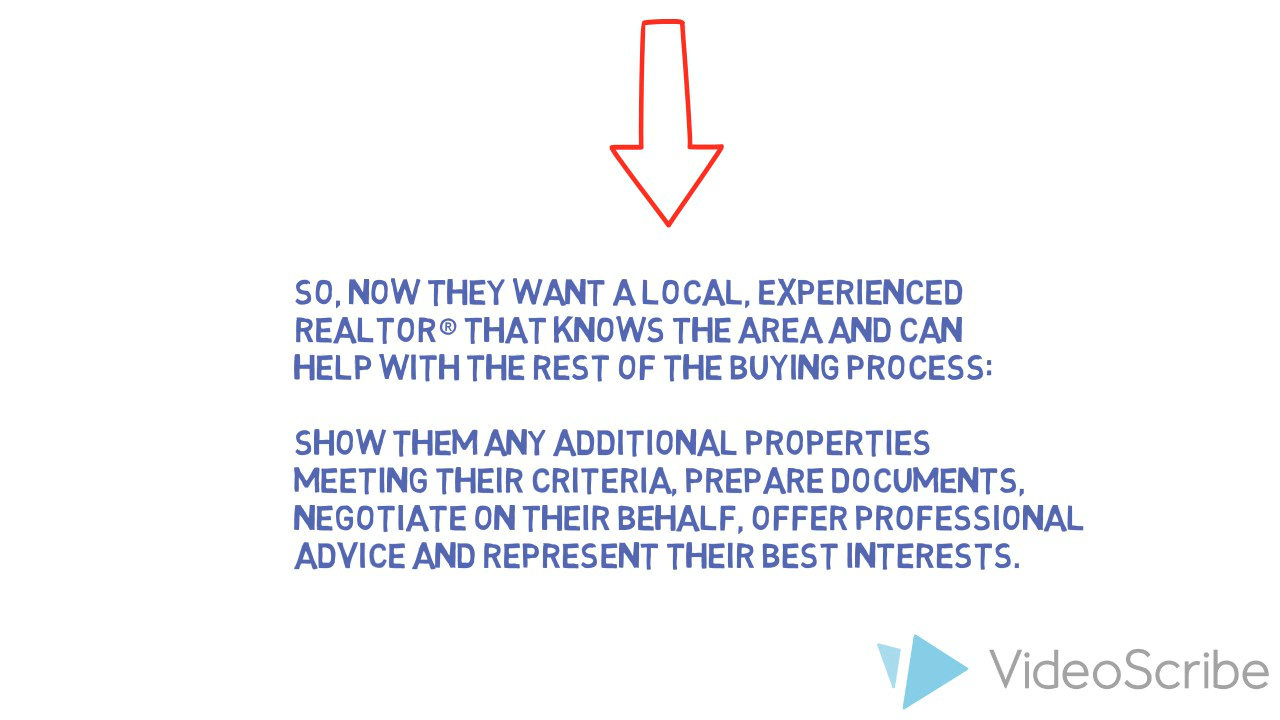 SO, NOW THEY WANT A LOCAL, EXPERIENCED
REALTOR® THAT KNOWS THE AREA AND CAN
HELP WITH THE REST OF THE BUYING PROCESS:
SHOW THEM ANY ADDITIONAL PROPERTIES
MEETING THEIR CRITERIA, PREPARE DOCUMENTS,
NEGOTIATE ON THEIR BEHALF, OFFER PROFESSIONAL
ADVICE AND REPRESENT THEIR BEST INTERESTS.
VideoScribe